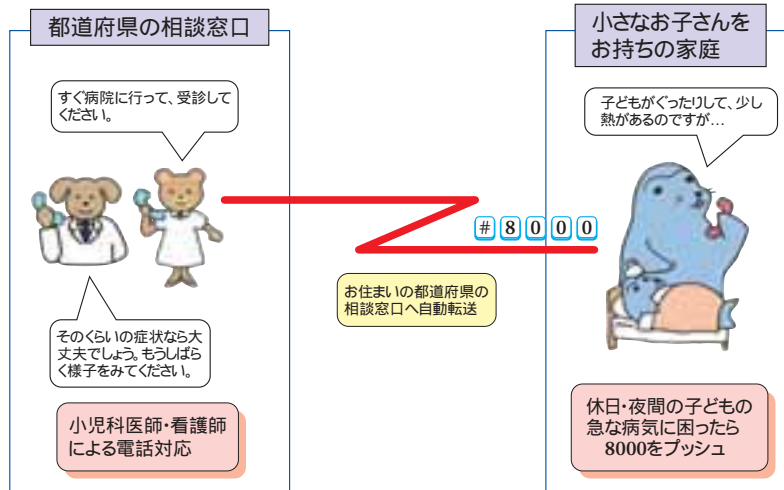 都道府県の相談窓口
すぐ病院に行って、受診して
ください。
そのくらいの症状なら大
丈夫でしょう。もうしばら
く様子をみてください。
小児科医師・看護師
による電話対応
#8000
お住まいの都道府県の
相談窓口へ自動転送
小さなお子さんを
お持ちの家庭
子どもがぐったりして、少し
熱があるのですが…
休日・夜間の子どもの
急な病気に困ったら
8000をプッシュ